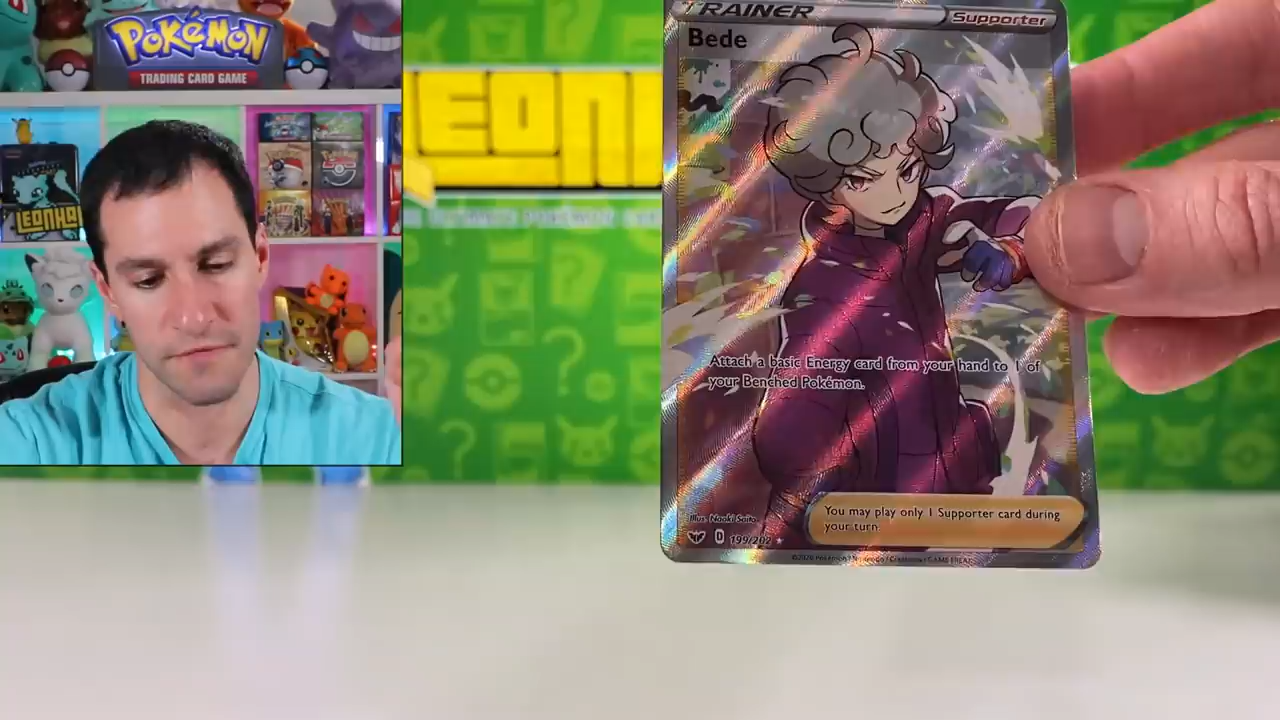 Pokémon
TRADING CARD GAME
LEONHA
EONH
TRAINER
Supporter
Bede
Attach a basic Energy card from your hand to 1 of
your Benched Pokémon.
You may play only 1 Supporter card during
your turn.
Illus. Naoki Saito
D 199/202